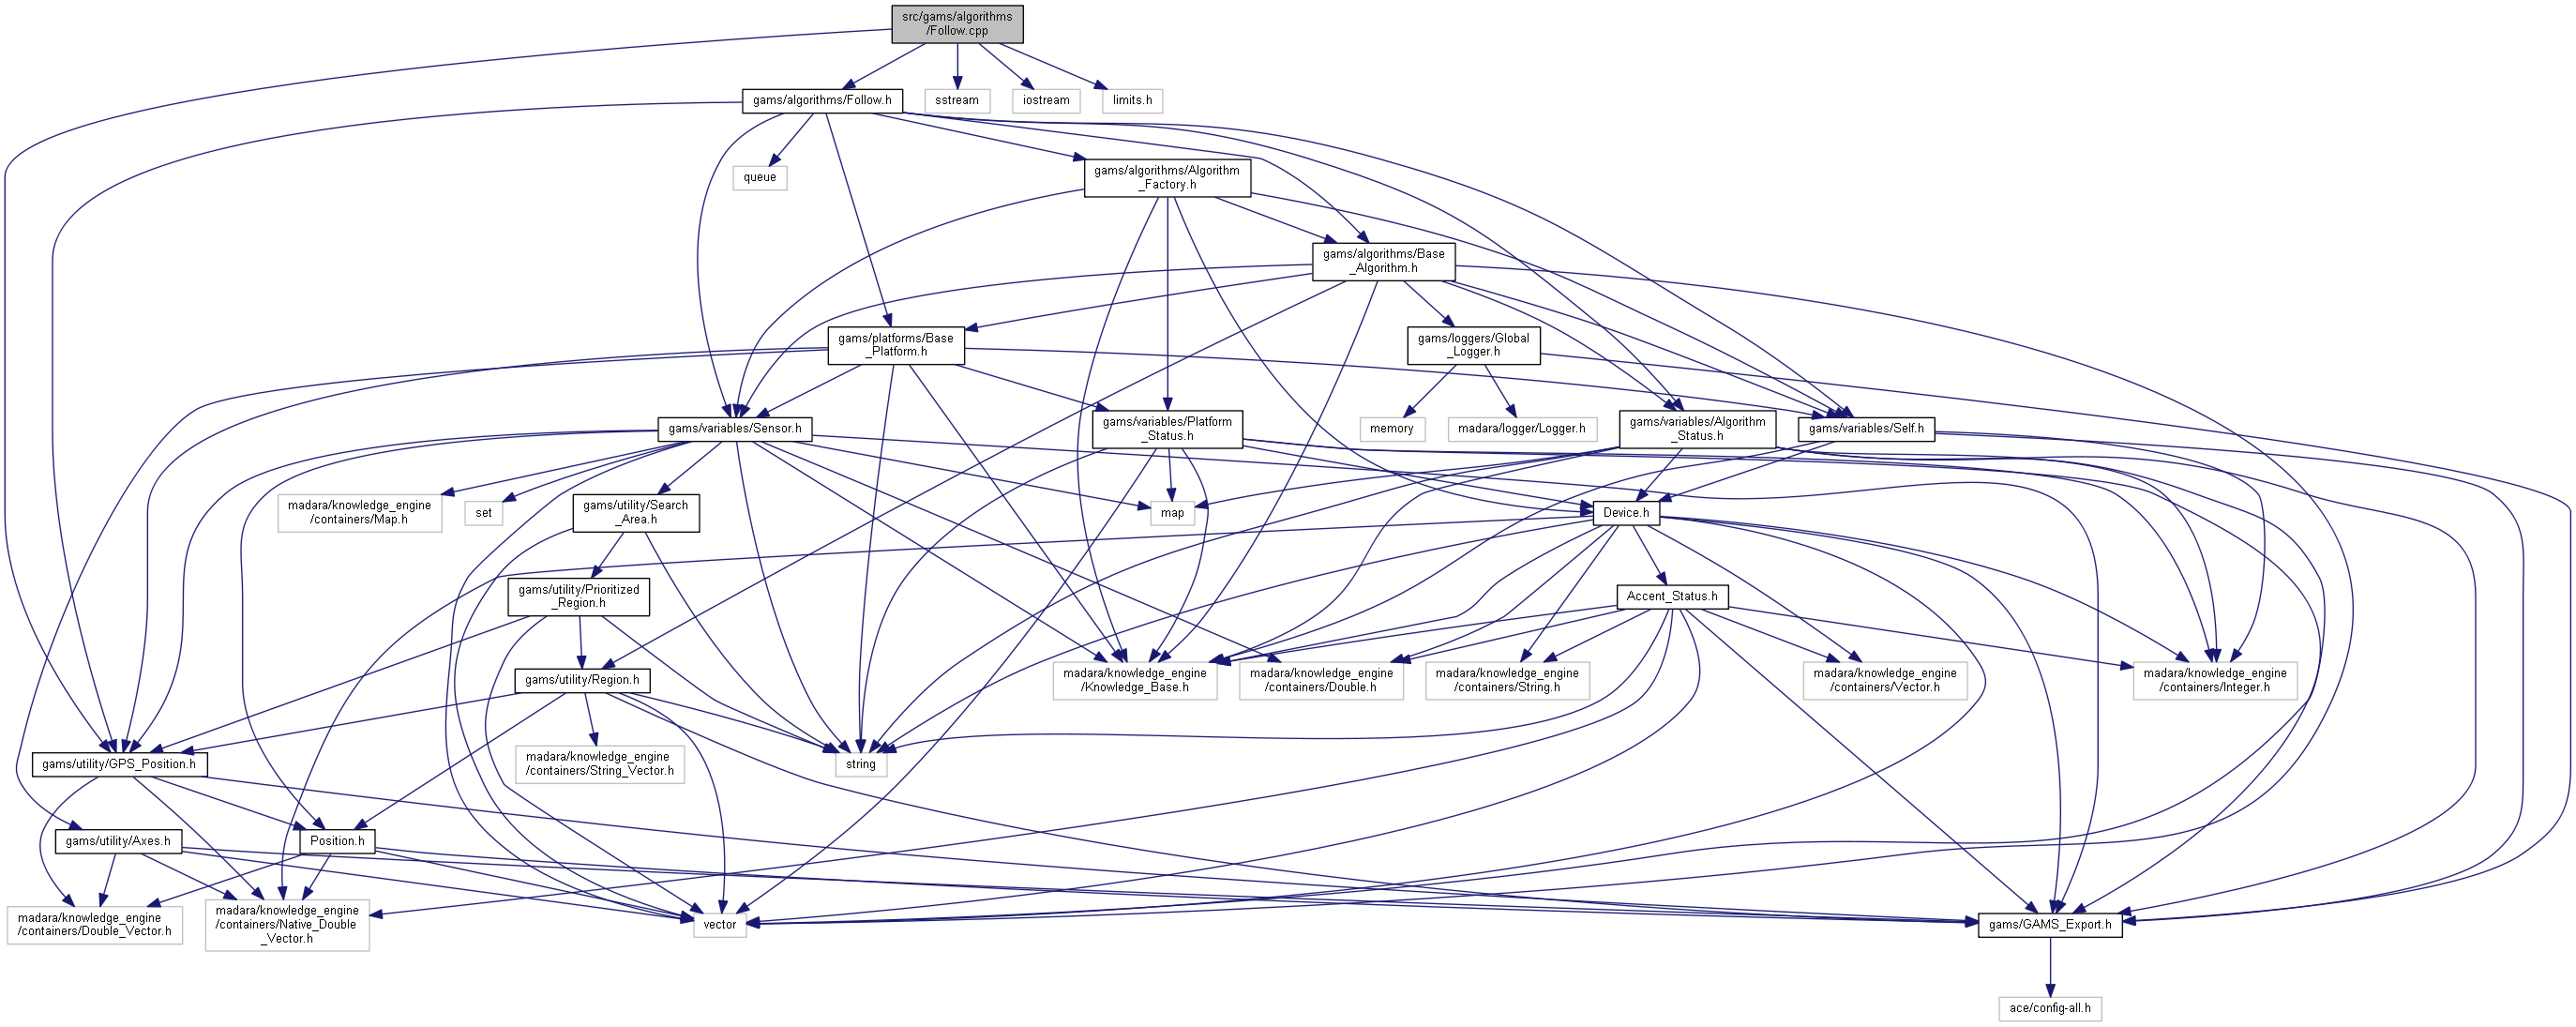 src/gams/algorithms
/Follow.cpp
gams/algorithms/Follow.h
sstream
iostream
limits.h
queue
gams/algorithms/Algorithm
_Factory.h
gams/algorithms/Base
_Algorithm.h
gams/platforms/Base
_Platform.h
gams/loggers/Global
_Logger.h
gams/variables/Sensor.h
gams/variables/Platform
_Status.h
memory
madara/logger/Logger.h
gams/variables/Algorithm
_Status.h
gams/variables/Self.h
madara/knowledge_engine
/containers/Map.h
set
gams/utility/Search
_Area.h
map
Device.h
gams/utility/Prioritized
_Region.h
Accent_Status.h
gams/utility/Region.h
madara/knowledge_engine
/Knowledge_Base.h
madara/knowledge_engine
/containers/Double.h
madara/knowledge_engine
/containers/String.h
madara/knowledge_engine
/containers/Vector.h
madara/knowledge_engine
/containers/Integer.h
gams/utility/GPS_Position.h
madara/knowledge_engine
/containers/String_Vector.h
string
gams/utility/Axes.h
Position.h
madara/knowledge_engine
/containers/Double_Vector.h
madara/knowledge_engine
/containers/Native_Double
_Vector.h
vector
gams/GAMS_Export.h
ace/config-all.h